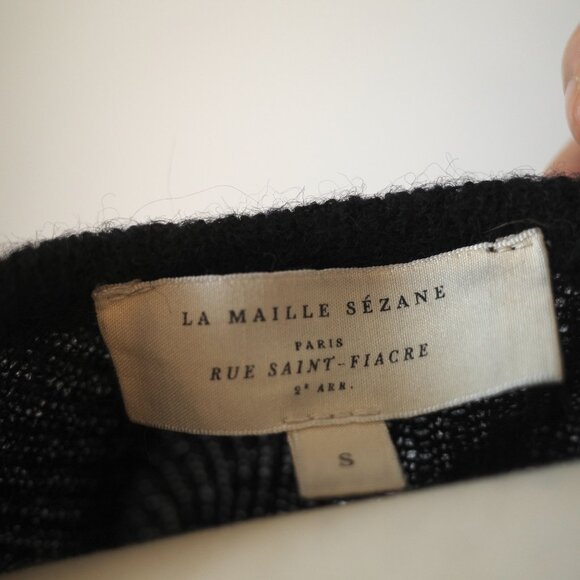 LA MAILLE SÉZANE
PARIS
RUE SAINT-FIACRE
2E ARR.
S